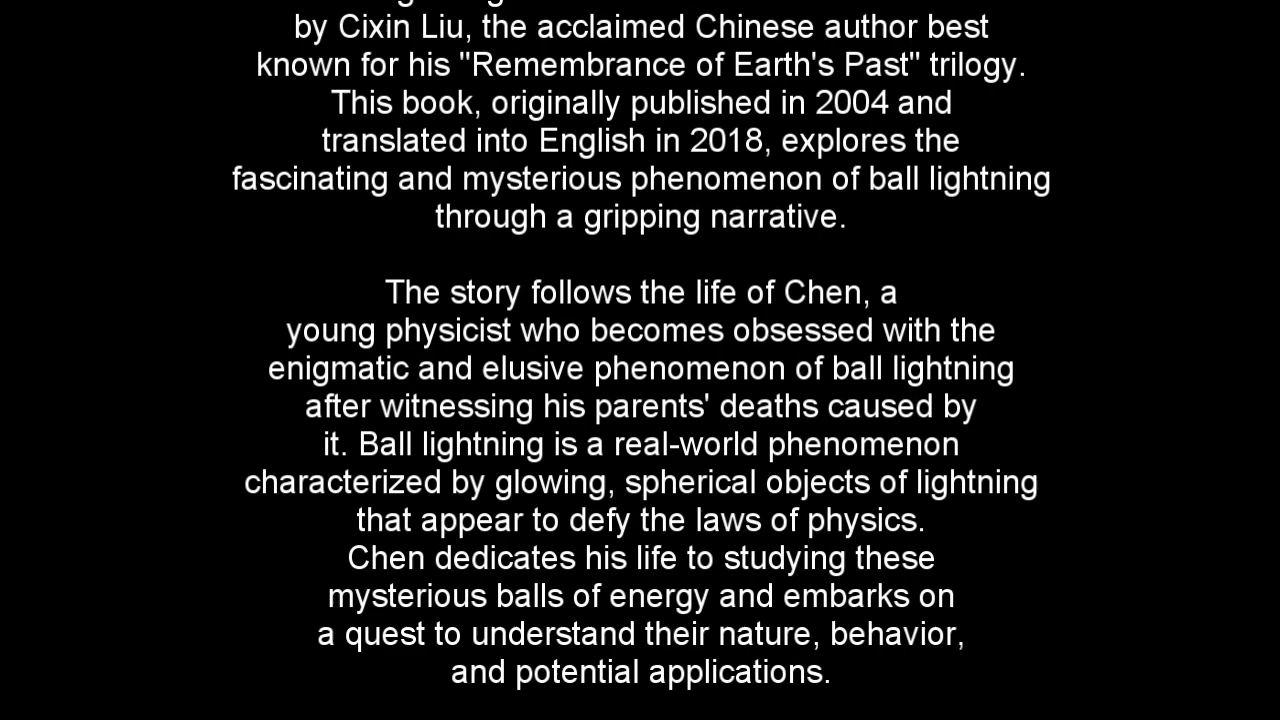 by Cixin Liu, the acclaimed Chinese author best
known for his "Remembrance of Earth's Past" trilogy.
This book, originally published in 2004 and
translated into English in 2018, explores the
fascinating and mysterious phenomenon of ball lightning
through a gripping narrative.
The story follows the life of Chen, a
young physicist who becomes obsessed with the
enigmatic and elusive phenomenon of ball lightning
after witnessing his parents' deaths caused by
it. Ball lightning is a real-world phenomenon
characterized by glowing, spherical objects of lightning
that appear to defy the laws of physics.
Chen dedicates his life to studying these
mysterious balls of energy and embarks on
a quest to understand their nature, behavior,
and potential applications.